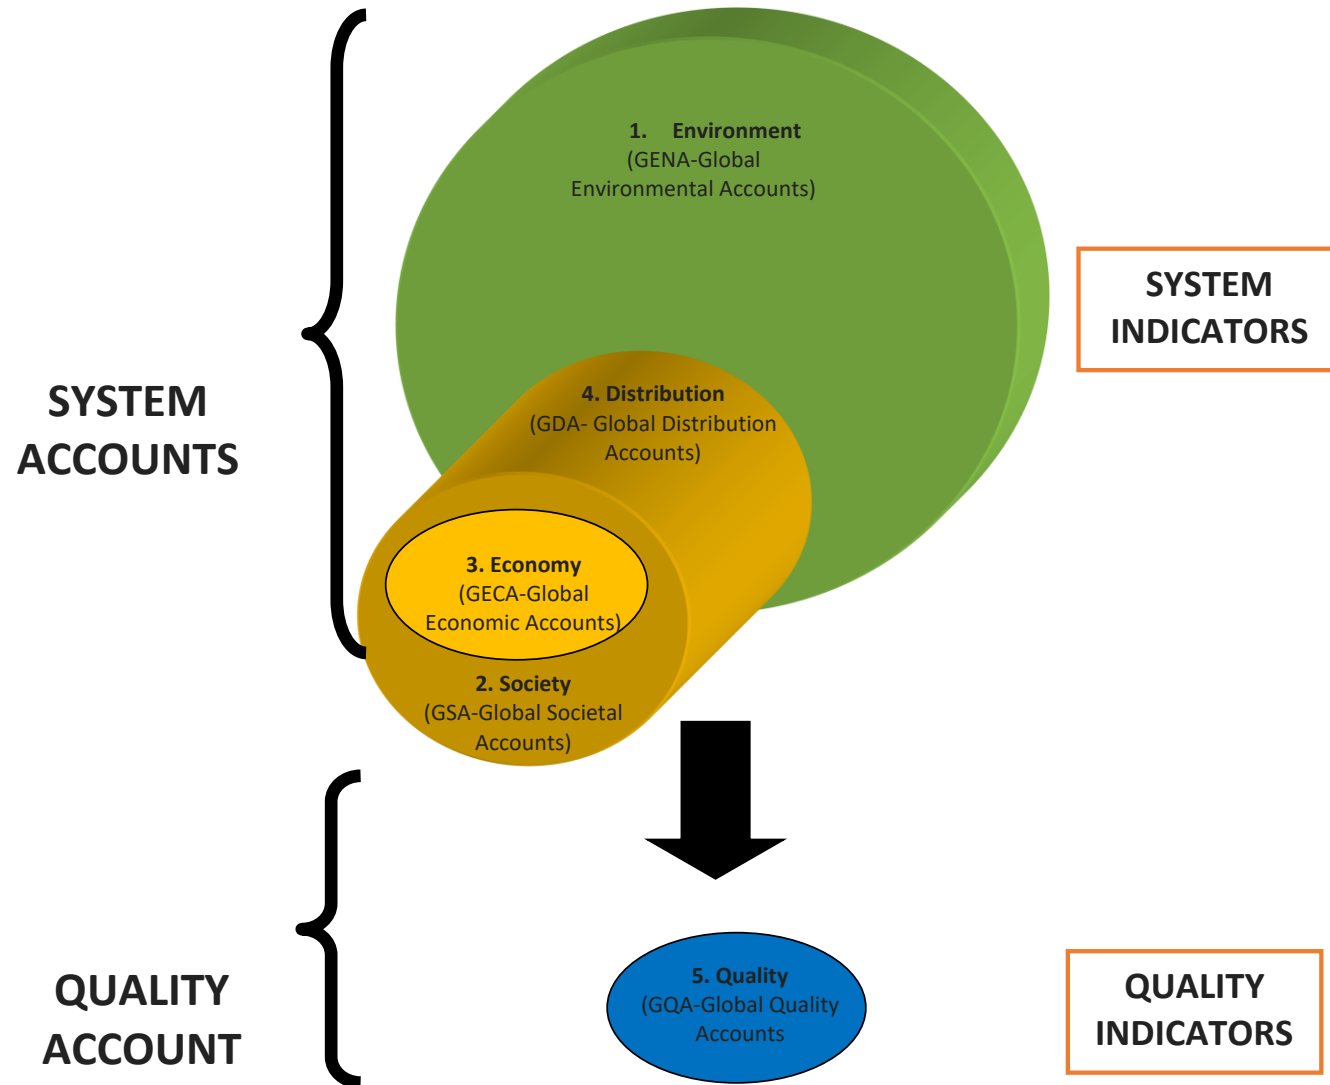 1. Environment
(GENA-Global
Environmental Accounts)
SYSTEM
INDICATORS
SYSTEM
ACCOUNTS
4. Distribution
(GDA- Global Distribution
Accounts)
3. Economy
(GECA-Global
Economic Accounts)
2. Society
(GSA-Global Societal
Accounts)
QUALITY
ACCOUNT
5. Quality
(GQA-Global Quality
Accounts
QUALITY
INDICATORS